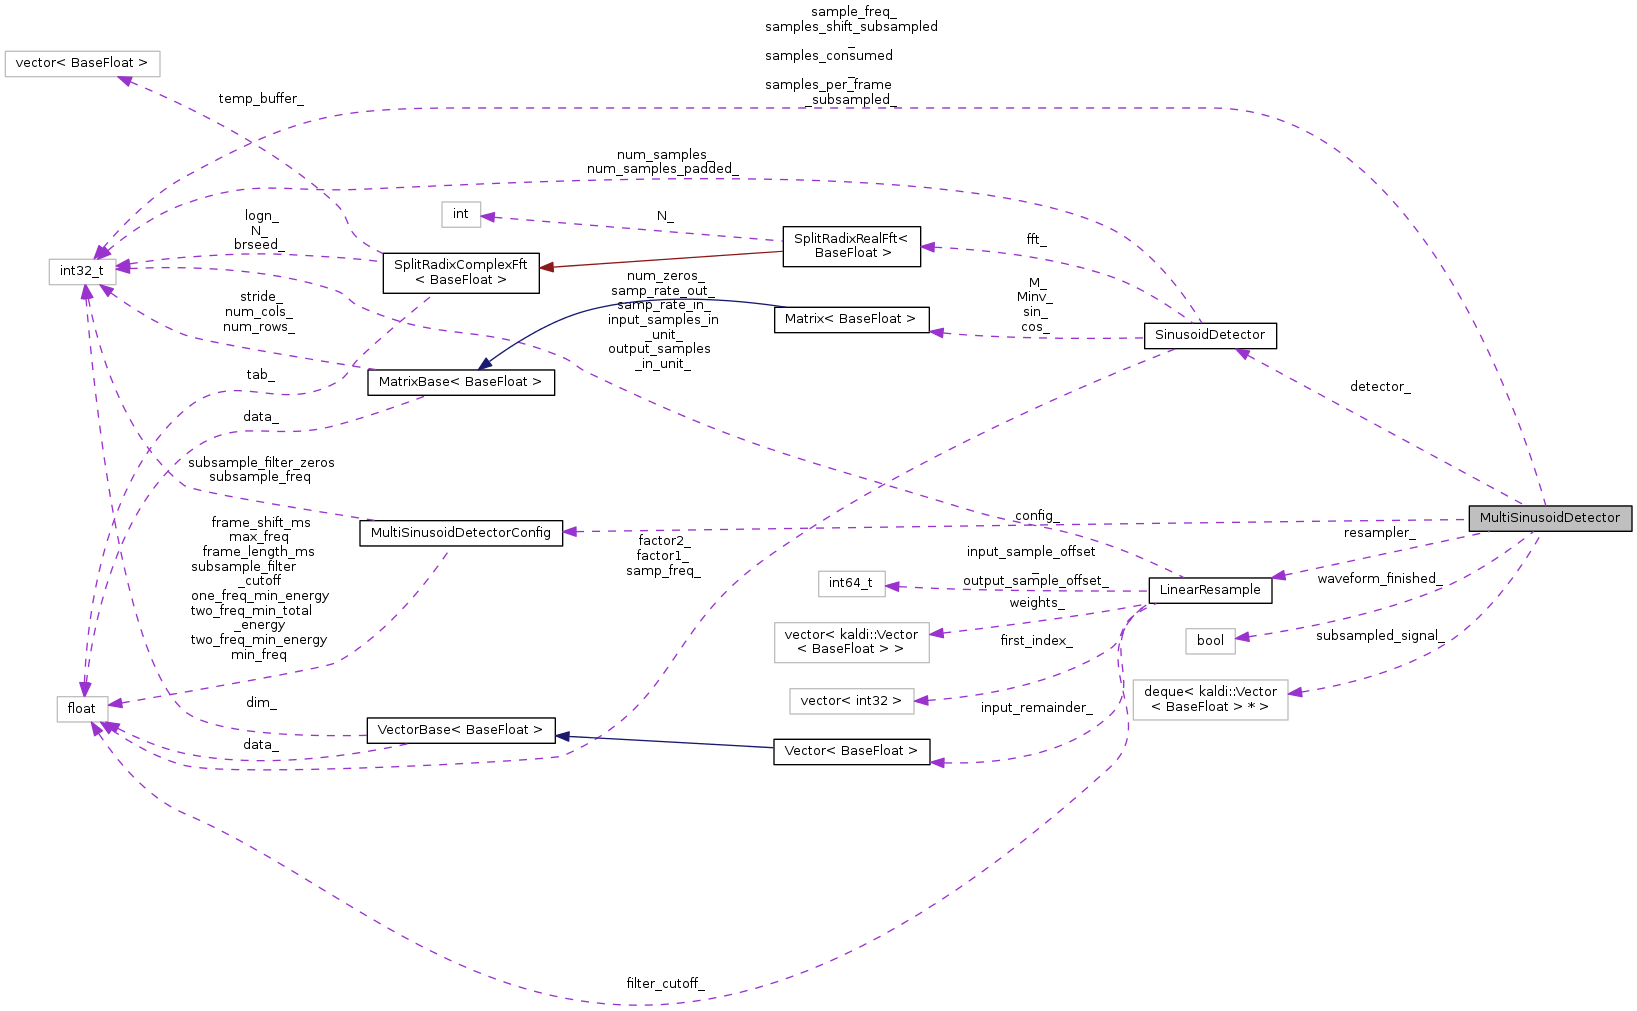 sample_freq_
samples_shift_subsampled
_
samples_consumed
_
samples_per_frame
_subsampled_
vector< BaseFloat >
temp_buffer_
num_samples_
num_samples_padded_
int
N_
logn_
N_
brseed_
SplitRadixRealFft<
BaseFloat >
fft_
int32_t
SplitRadixComplexFft
< BaseFloat >
num_zeros_
samp_rate_out_
samp_rate_in_
input_samples_in
_unit_
output_samples
_in_unit_
M_
Minv_
sin_
cos_
stride_
num_cols_
num_rows_
Matrix< BaseFloat >
SinusoidDetector
tab_
MatrixBase< BaseFloat >
detector_
data_
subsample_filter_zeros
subsample_freq
config_
MultiSinusoidDetector
frame_shift_ms
max_freq
frame_length_ms
subsample_filter
_cutoff
one_freq_min_energy
two_freq_min_total
_energy
two_freq_min_energy
min_freq
MultiSinusoidDetectorConfig
factor2_
factor1_
samp_freq_
resampler_
input_sample_offset
_
output_sample_offset_
int64_t
waveform_finished_
LinearResample
weights_
vector< kaldi::Vector
< BaseFloat > >
first_index_
bool
subsampled_signal_
float
dim_
vector< int32 >
input_remainder_
deque< kaldi::Vector
< BaseFloat > * >
VectorBase< BaseFloat >
data_
Vector< BaseFloat >
filter_cutoff_